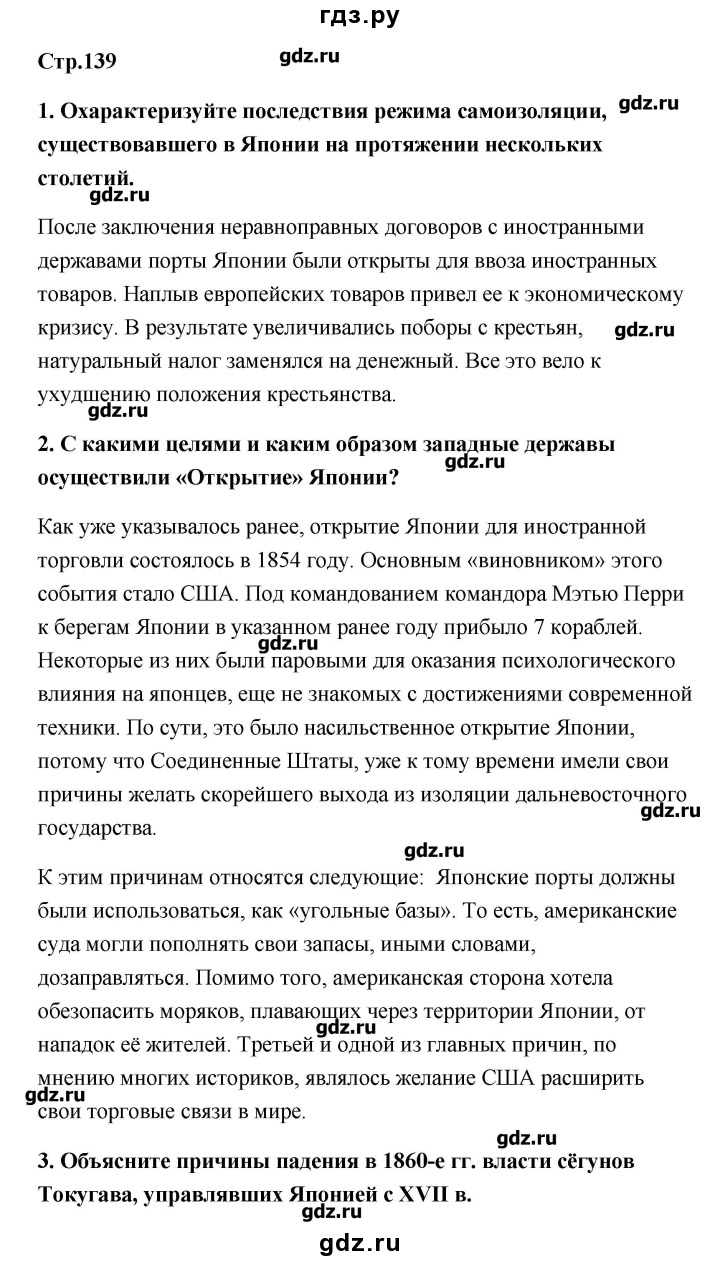 гдз.ру
Стр.139
gdz.ru
1. Охарактеризуйте последствия режима самоизоляции,
gdz.ru
существовавшего в Японии на протяжении нескольких
столетий.
gdz.ru
После заключения неравноправных договоров с иностранными
державами порты Японии были открыты для ввоза иностранных
товаров. Наплыв европейских товаров привел ее к экономическому
кризису. В результате увеличивались поборы с крестьян,
gdz.ru
натуральный налог заменялся на денежный. Все это вело к
ухудшению положения крестьянства.
gdz.ru
2. С какими целями и каким образом западные державы
gdz.ru
осуществили «Открытие» Японии?
Как уже указывалось ранее, открытие Японии для иностранной
торговли состоялось в 1854 году. Основным «виновником» этого
события стало США. Под командованием командора Мэтью Перри
к берегам Японии в указанном ранее году прибыло 7 кораблей.
gdz.ru
Некоторые из них были паровыми для оказания психологического
влияния на японцев, еще не знакомых с достижениями современной
техники. По сути, это было насильственное открытие Японии,
потому что Соединенные Штаты, уже к тому времени имели свои
причины желать скорейшего выхода из изоляции дальневосточного
gdz.ru
государства.
gdz.ru
К этим причинам относятся следующие:  Японские порты должны
были использоваться, как «угольные базы». То есть, американские
суда могли пополнять свои запасы, иными словами,
дозаправляться. Помимо того, американская сторона хотела
обезопасить моряков, плавающих через территории Японии, от
gdz.ru
нападок её жителей. Третьей и одной из главных причин, по
мнению многих историков, являлось желание США расширить
gdz.ru
свои торговые связи в мире.
gdz.ru
3. Объясните причины падения в 1860-е гг. власти сёгунов
Токугава, управлявших Японией с XVII в.
gdz.ru
gdz.ru